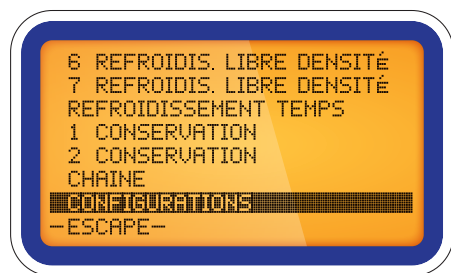 6 REFROIDIS. LIBRE DENSITé
7 REFROIDIS. LIBRE DENSITé
REFROIDISSEMENT TEMPS
1 CONSERVATION
2 CONSERVATION
CHAINE
CONFIGURATIONS
-ESCAPE-